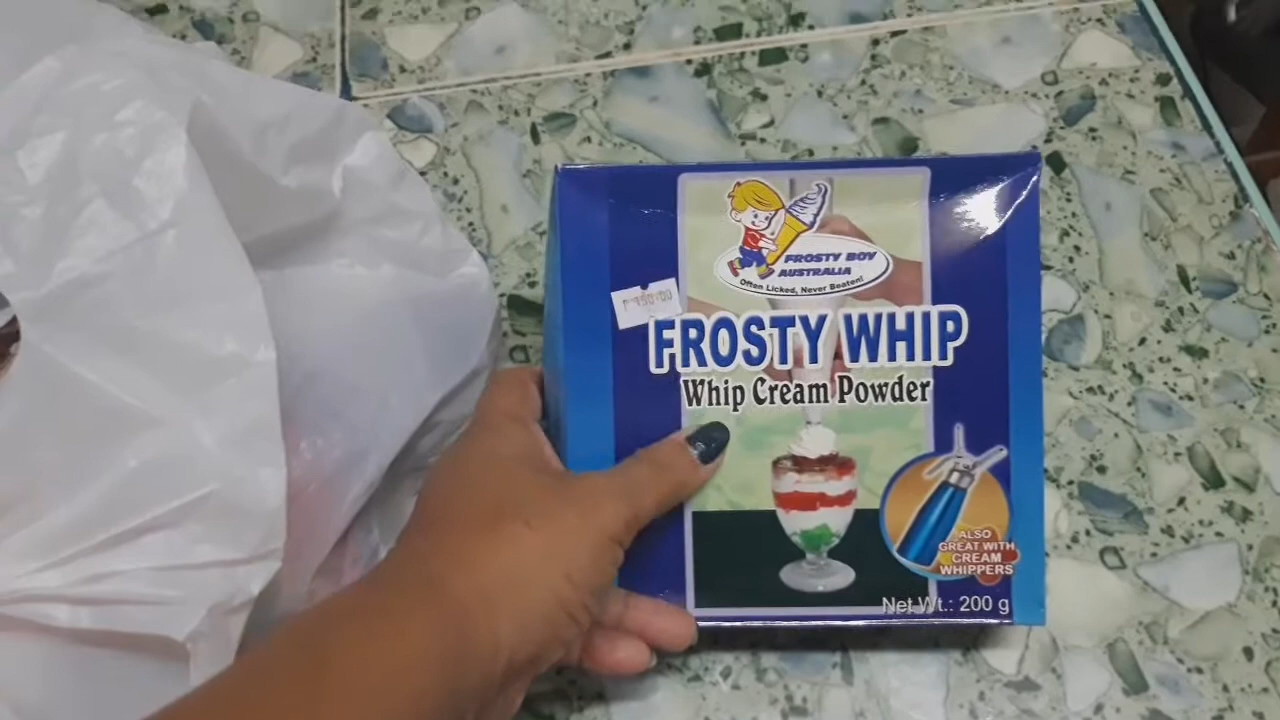 FROSTY BOY
AUSTRALIA
Often Licked, Never Beaten!
FROSTY WHIP
Whip Cream Powder
ALSO
GREAT WITH
CREAM
WHIPPERS
Net Wt.: 200 g